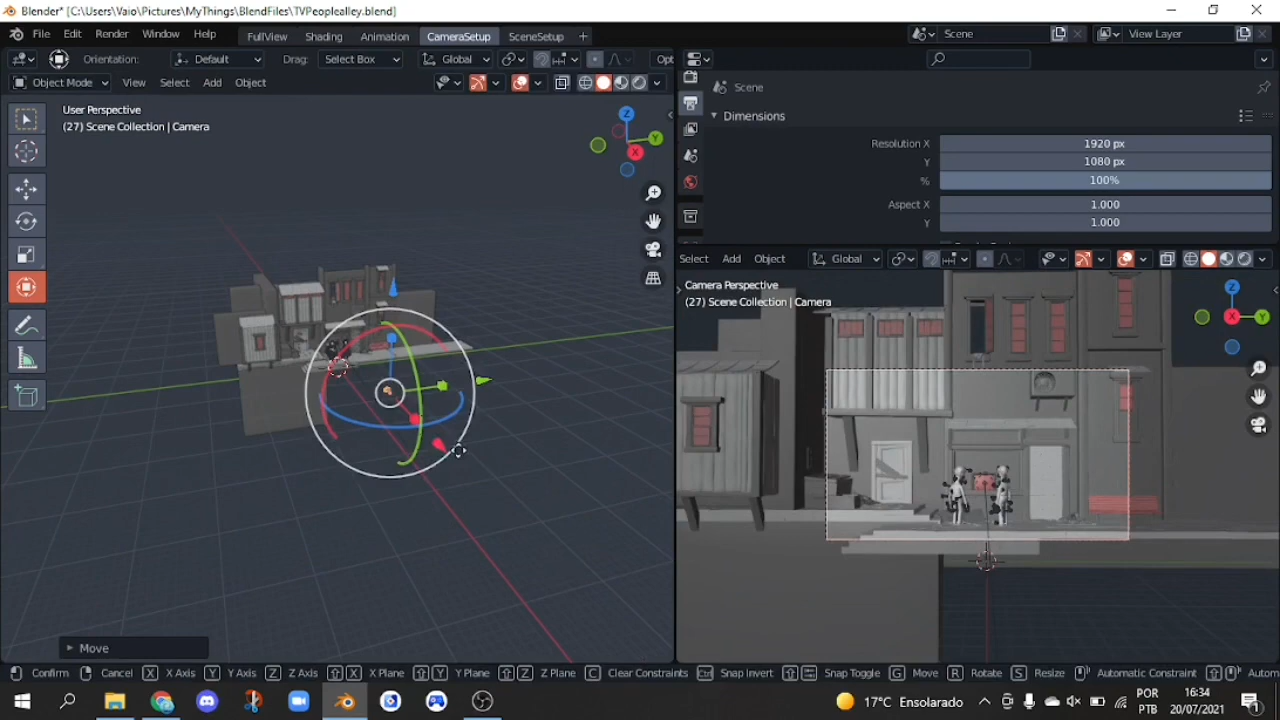 Blender* [C:\Users\Vaio\Pictures\MyThings\BlendFiles\TVPeoplealley.blend]
File Edit Render Window Help FullView Shading Animation CameraSetup SceneSetup + Scene View Layer
Orientation: Default Drag: Select Box Global Opt
Object Mode View Select Add Object
Scene
User Perspective
(27) Scene Collection | Camera
Z
Y
X
Dimensions
Resolution X 1920 px
Y 1080 px
% 100%
Aspect X 1.000
Y 1.000
Select Add Object Global
Camera Perspective
(27) Scene Collection | Camera
Z
X Y
Move
Confirm Cancel X X Axis Y Y Axis Z Z Axis X X Plane Y Y Plane Z Z Plane C Clear Constraints Ctrl Snap Invert Snap Toggle G Move R Rotate S Resize Automatic Constraint Autom
17°C Ensolarado POR 16:34
PTB 20/07/2021 1